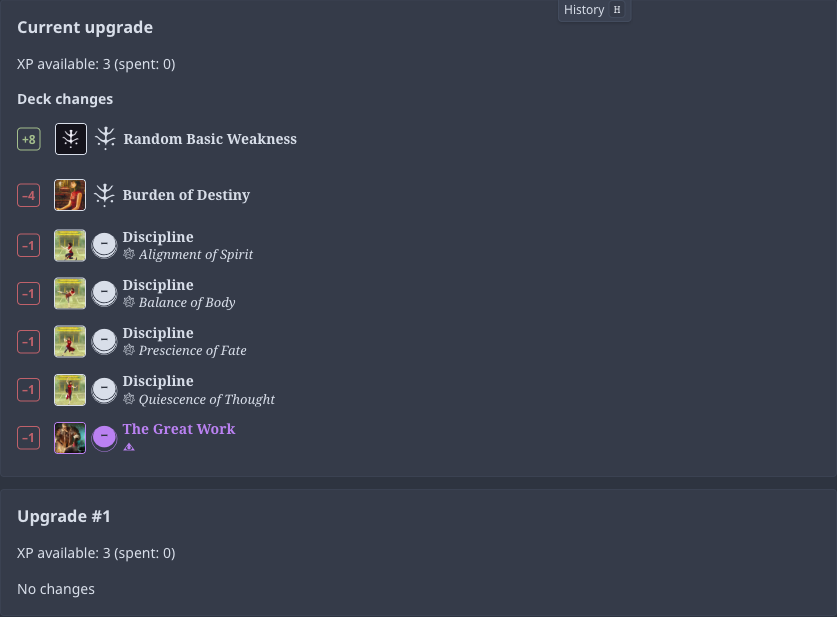 History H
Current upgrade
XP available: 3 (spent: 0)
Deck changes
+8 Random Basic Weakness
−4 Burden of Destiny
−1 Discipline
Alignment of Spirit
−1 Discipline
Balance of Body
−1 Discipline
Prescience of Fate
−1 Discipline
Quiescence of Thought
−1 The Great Work
Upgrade #1
XP available: 3 (spent: 0)
No changes